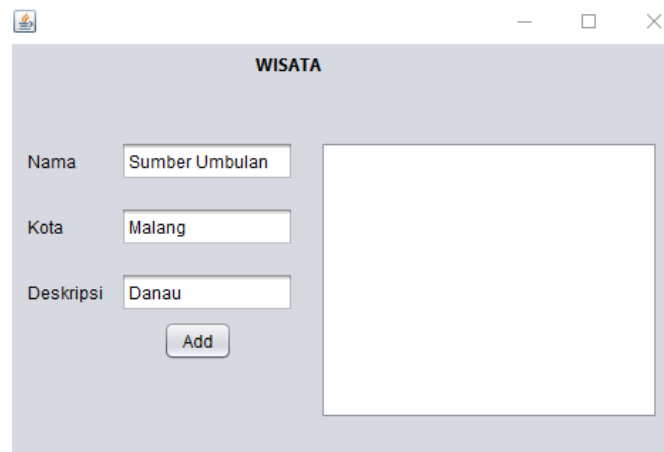 WISATA
Nama Sumber Umbulan
Kota Malang
Deskripsi Danau
Add